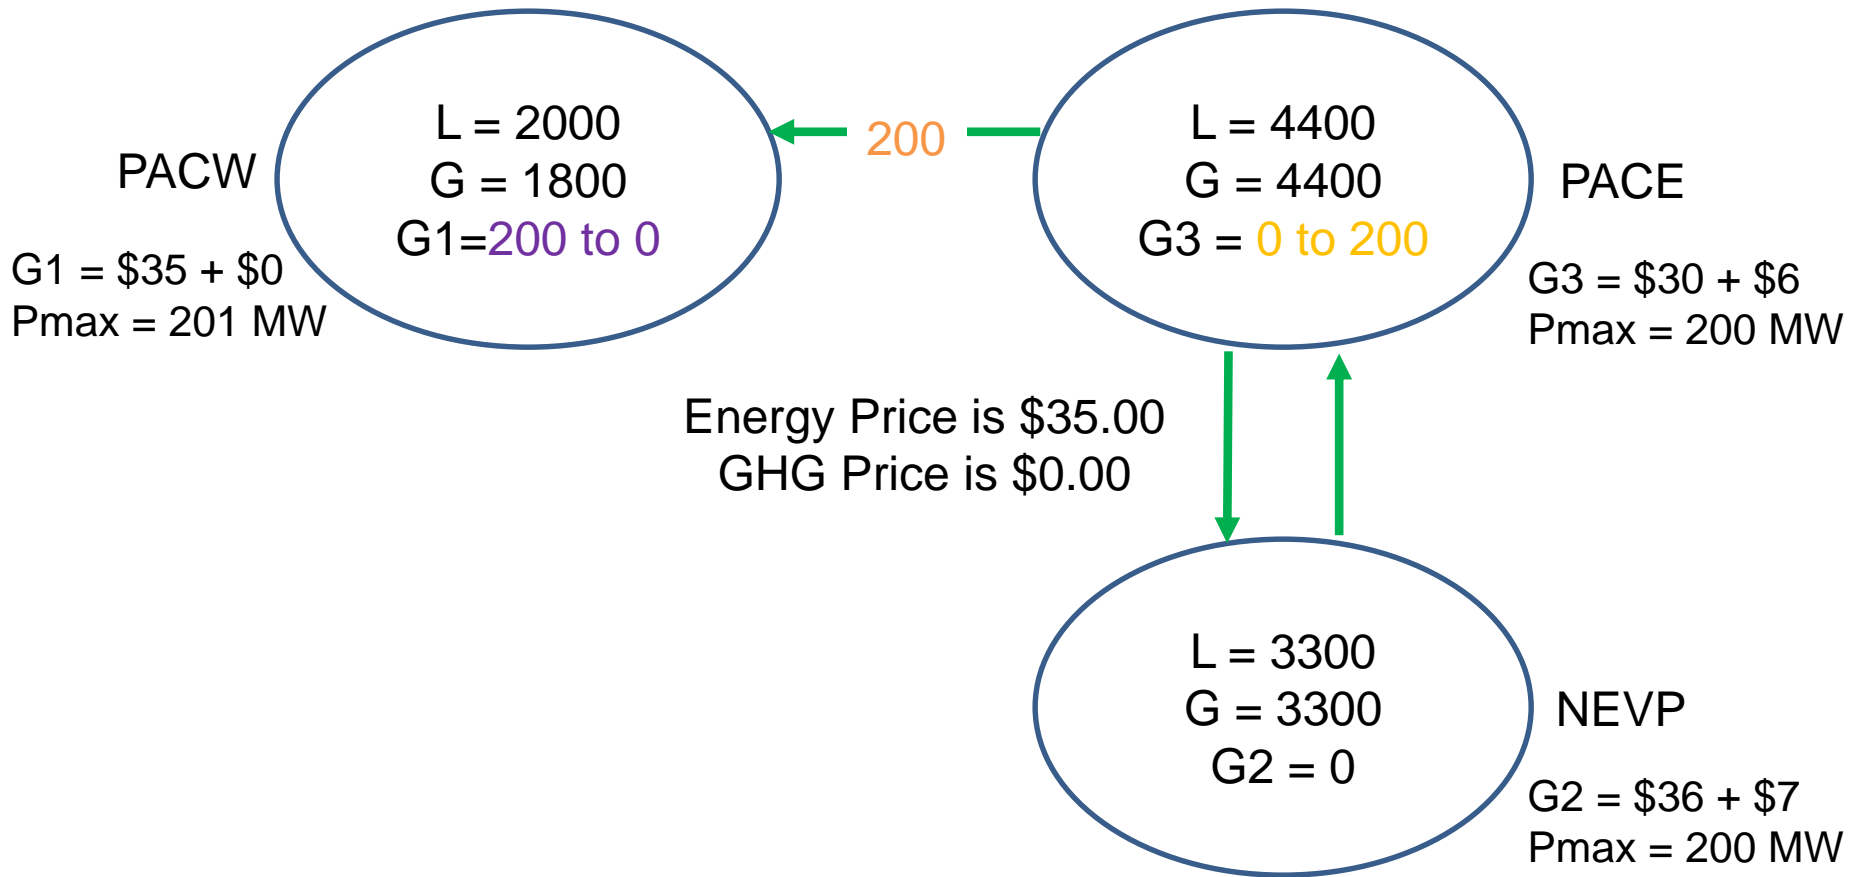 PACW
L = 2000
G = 1800
G1=200 to 0
G1 = $35 + $0
Pmax = 201 MW
200
L = 4400
G = 4400
G3 = 0 to 200
PACE
G3 = $30 + $6
Pmax = 200 MW
Energy Price is $35.00
GHG Price is $0.00
L = 3300
G = 3300
G2 = 0
NEVP
G2 = $36 + $7
Pmax = 200 MW